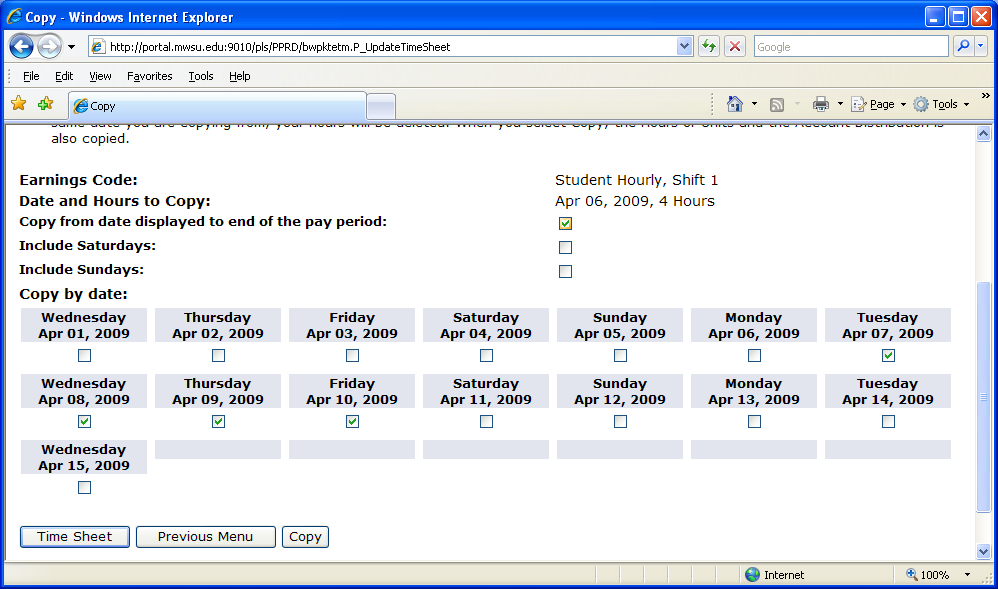 Copy - Windows Internet Explorer
http://portal.mwsu.edu:9010/pls/PPRD/bwpktetm.P_UpdateTimeSheet
Google
File Edit View Favorites Tools Help
Copy
Page Tools »
same date you are copying from, your hours will be deleted. When you select Copy, the Hours or Units and the Account Distribution is
also copied.
Earnings Code: Student Hourly, Shift 1
Date and Hours to Copy: Apr 06, 2009, 4 Hours
Copy from date displayed to end of the pay period:
Include Saturdays:
Include Sundays:
Copy by date:
Wednesday Thursday Friday Saturday Sunday Monday Tuesday
Apr 01, 2009 Apr 02, 2009 Apr 03, 2009 Apr 04, 2009 Apr 05, 2009 Apr 06, 2009 Apr 07, 2009
Wednesday Thursday Friday Saturday Sunday Monday Tuesday
Apr 08, 2009 Apr 09, 2009 Apr 10, 2009 Apr 11, 2009 Apr 12, 2009 Apr 13, 2009 Apr 14, 2009
Wednesday
Apr 15, 2009
Time Sheet Previous Menu Copy
Internet 100%